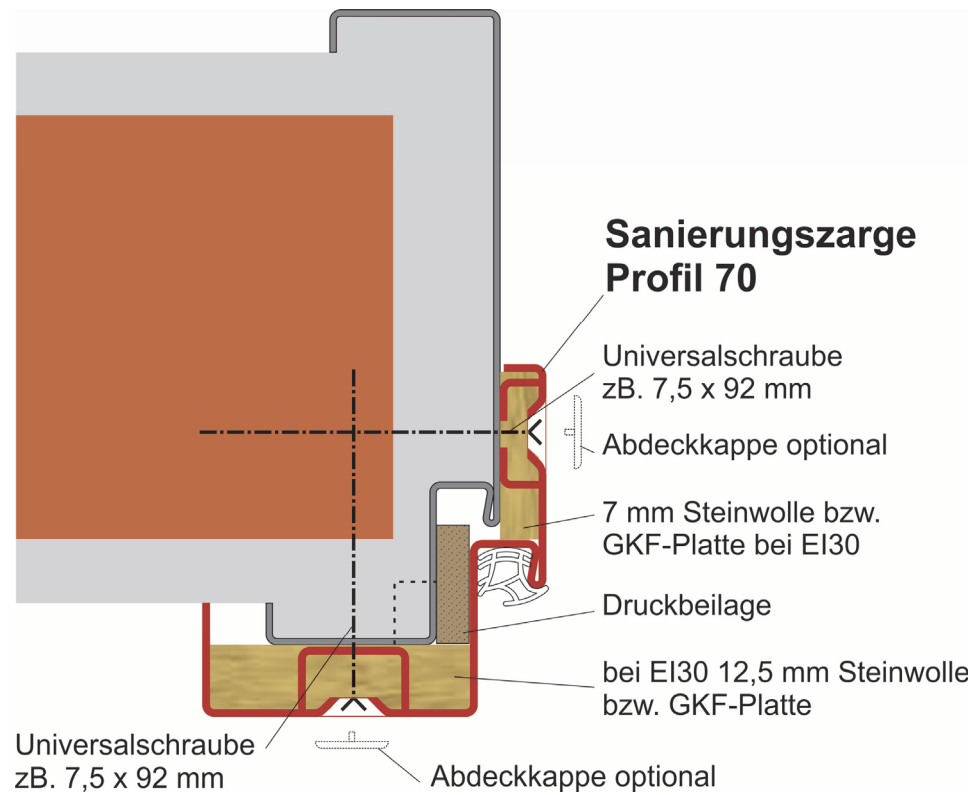 Sanierungszarge
Profil 70
Universalschraube
zB. 7,5 x 92 mm
Abdeckkappe optional
7 mm Steinwolle bzw.
GKF-Platte bei EI30
Druckbeilage
bei EI30 12,5 mm Steinwolle
bzw. GKF-Platte
Universalschraube
zB. 7,5 x 92 mm
Abdeckkappe optional